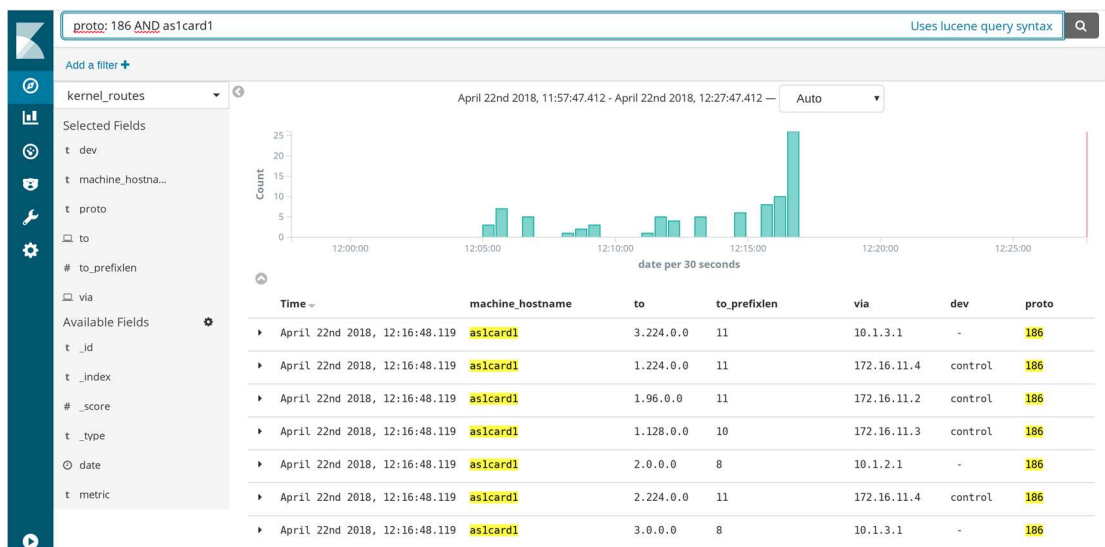 proto: 186 AND as1card1 Uses lucene query syntax
Add a filter
kernel_routes
April 22nd 2018, 11:57:47.412 - April 22nd 2018, 12:27:47.412 — Auto
Selected Fields
t dev
t machine_hostna...
t proto
to
# to_prefixlen
via
Available Fields
t _id
t _index
# _score
t _type
date
t metric
Count
25
20
15
10
5
0
12:00:00 12:05:00 12:10:00 12:15:00 12:20:00 12:25:00
date per 30 seconds
Time machine_hostname to to_prefixlen via dev proto
April 22nd 2018, 12:16:48.119 as1card1 3.224.0.0 11 10.1.3.1 - 186
April 22nd 2018, 12:16:48.119 as1card1 1.224.0.0 11 172.16.11.4 control 186
April 22nd 2018, 12:16:48.119 as1card1 1.96.0.0 11 172.16.11.2 control 186
April 22nd 2018, 12:16:48.119 as1card1 1.128.0.0 10 172.16.11.3 control 186
April 22nd 2018, 12:16:48.119 as1card1 2.0.0.0 8 10.1.2.1 - 186
April 22nd 2018, 12:16:48.119 as1card1 2.224.0.0 11 172.16.11.4 control 186
April 22nd 2018, 12:16:48.119 as1card1 3.0.0.0 8 10.1.3.1 - 186